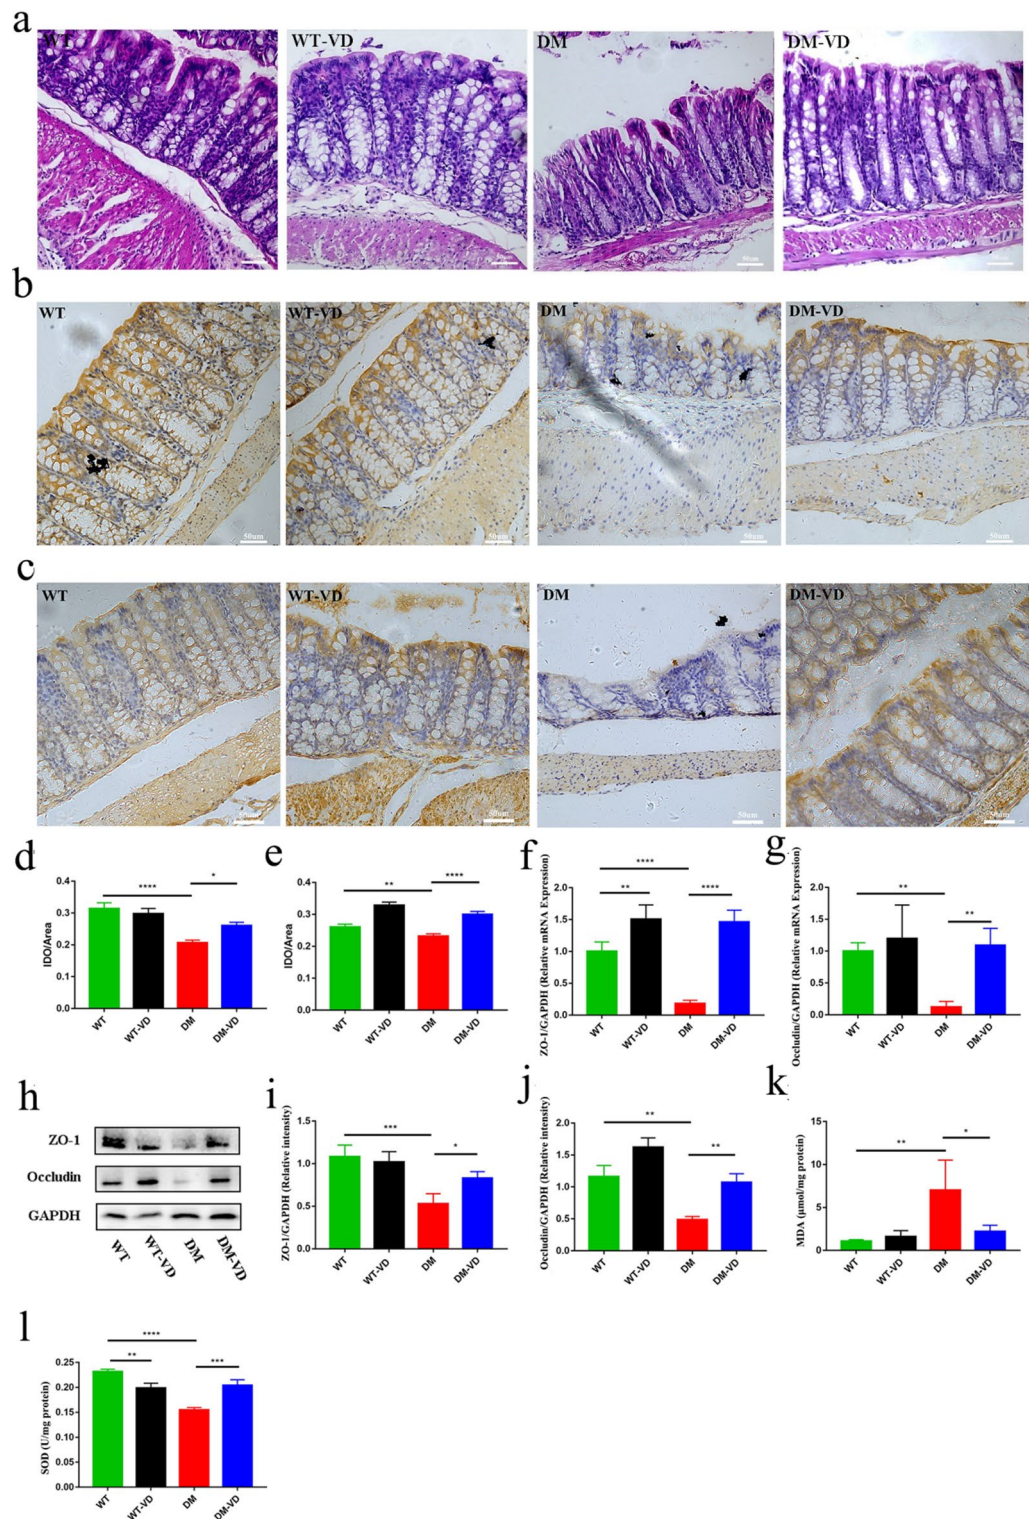 a
WT
WT-VD
DM
DM-VD
50um
50um
b
WT
WT-VD
DM
DM-VD
50um
50um
50um
50um
c
WT
WT-VD
DM
DM-VD
50um
50um
50um
50um
d
IDO/Area
0.4
0.3
0.2
0.1
0.0
****
*
WT
WT-VD
DM
DM-VD
e
IDO/Area
0.4
0.3
0.2
0.1
0.0
**
****
WT
WT-VD
DM
DM-VD
f
ZO-1/GAPDH (Relative mRNA Expression)
2.0
1.5
1.0
0.5
0.0
****
**
****
WT
WT-VD
DM
DM-VD
g
Occludin/GAPDH (Relative mRNA Expression)
2.0
1.5
1.0
0.5
0.0
**
**
WT
WT-VD
DM
DM-VD
h
ZO-1
Occludin
GAPDH
WT
WT-VD
DM
DM-VD
i
ZO-1/GAPDH (Relative intensity)
1.5
1.0
0.5
0.0
***
*
WT
WT-VD
DM
DM-VD
j
Occludin/GAPDH (Relative intensity)
2.0
1.5
1.0
0.5
0.0
**
**
WT
WT-VD
DM
DM-VD
k
MDA (μmol/mg protein)
15
10
5
0
**
*
WT
WT-VD
DM
DM-VD
l
SOD (U/mg protein)
0.25
0.20
0.15
0.10
0.05
0.00
****
**
***
WT
WT-VD
DM
DM-VD